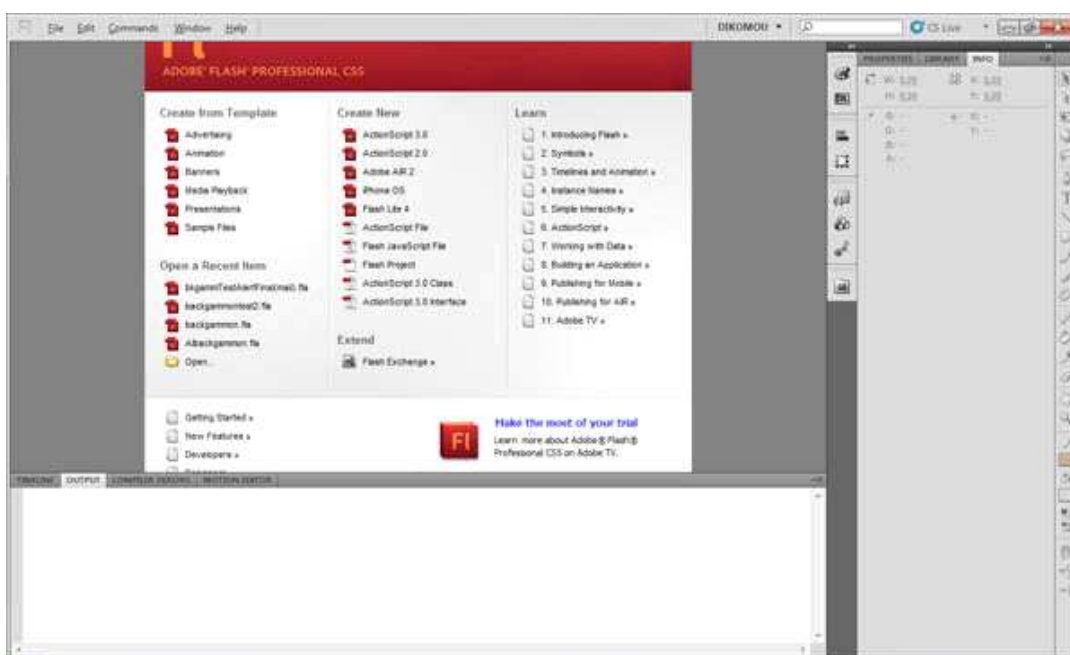 File Edit Commands Window Help
DIKOMOU
CS Live
ADOBE® FLASH® PROFESSIONAL CS5
Create from Template
Advertising
Animation
Banners
Media Playback
Presentations
Sample Files
Open a Recent Item
backgammontest2.fla
backgammon.fla
Albackgammon.fla
Open...
Create New
ActionScript 3.0
ActionScript 2.0
Adobe AIR 2
iPhone OS
Flash Lite 4
ActionScript File
Flash JavaScript File
Flash Project
ActionScript 3.0 Class
ActionScript 3.0 Interface
Extend
Flash Exchange »
Learn
1. Introducing Flash »
2. Symbols »
3. Timelines and Animation »
4. Instance Names »
5. Simple Interactivity »
6. ActionScript »
7. Working with Data »
8. Building an Application »
9. Publishing for Mobile »
10. Publishing for AIR »
11. Adobe TV »
Getting Started »
New Features »
Developers »
Fl
Make the most of your trial
Learn more about Adobe® Flash®
Professional CS5 on Adobe TV.
PROPERTIES LIBRARY INFO
TIMELINE OUTPUT COMPILER ERRORS MOTION EDITOR